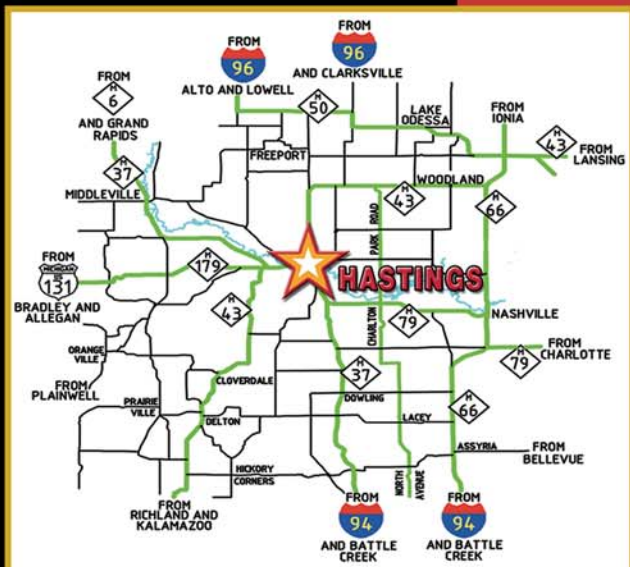 FROM
96
AND CLARKSVILLE
FROM
96
ALTO AND LOWELL
FROM
M
6
AND GRAND
RAPIDS
M
50
LAKE
ODESSA
FROM
IONIA
M
43
FROM
LANSING
FREEPORT
M
37
MIDDLEVILLE
WOODLAND
M
43
M
66
PARK ROAD
FROM
MICHIGAN
US
131
BRADLEY AND
ALLEGAN
M
179
HASTINGS
M
43
CHARLTON
M
79
NASHVILLE
ORANGE
VILLE
FROM
PLAINWELL
M
79
FROM
CHARLOTTE
CLOVERDALE
M
37
DOWLING
PRAIRIE
VILLE
DELTON
LACEY
M
66
ASSYRIA
FROM
BELLEVUE
HICKORY
CORNERS
NORTH
AVENUE
FROM
RICHLAND AND
KALAMAZOO
FROM
94
AND BATTLE
CREEK
FROM
94
AND BATTLE
CREEK